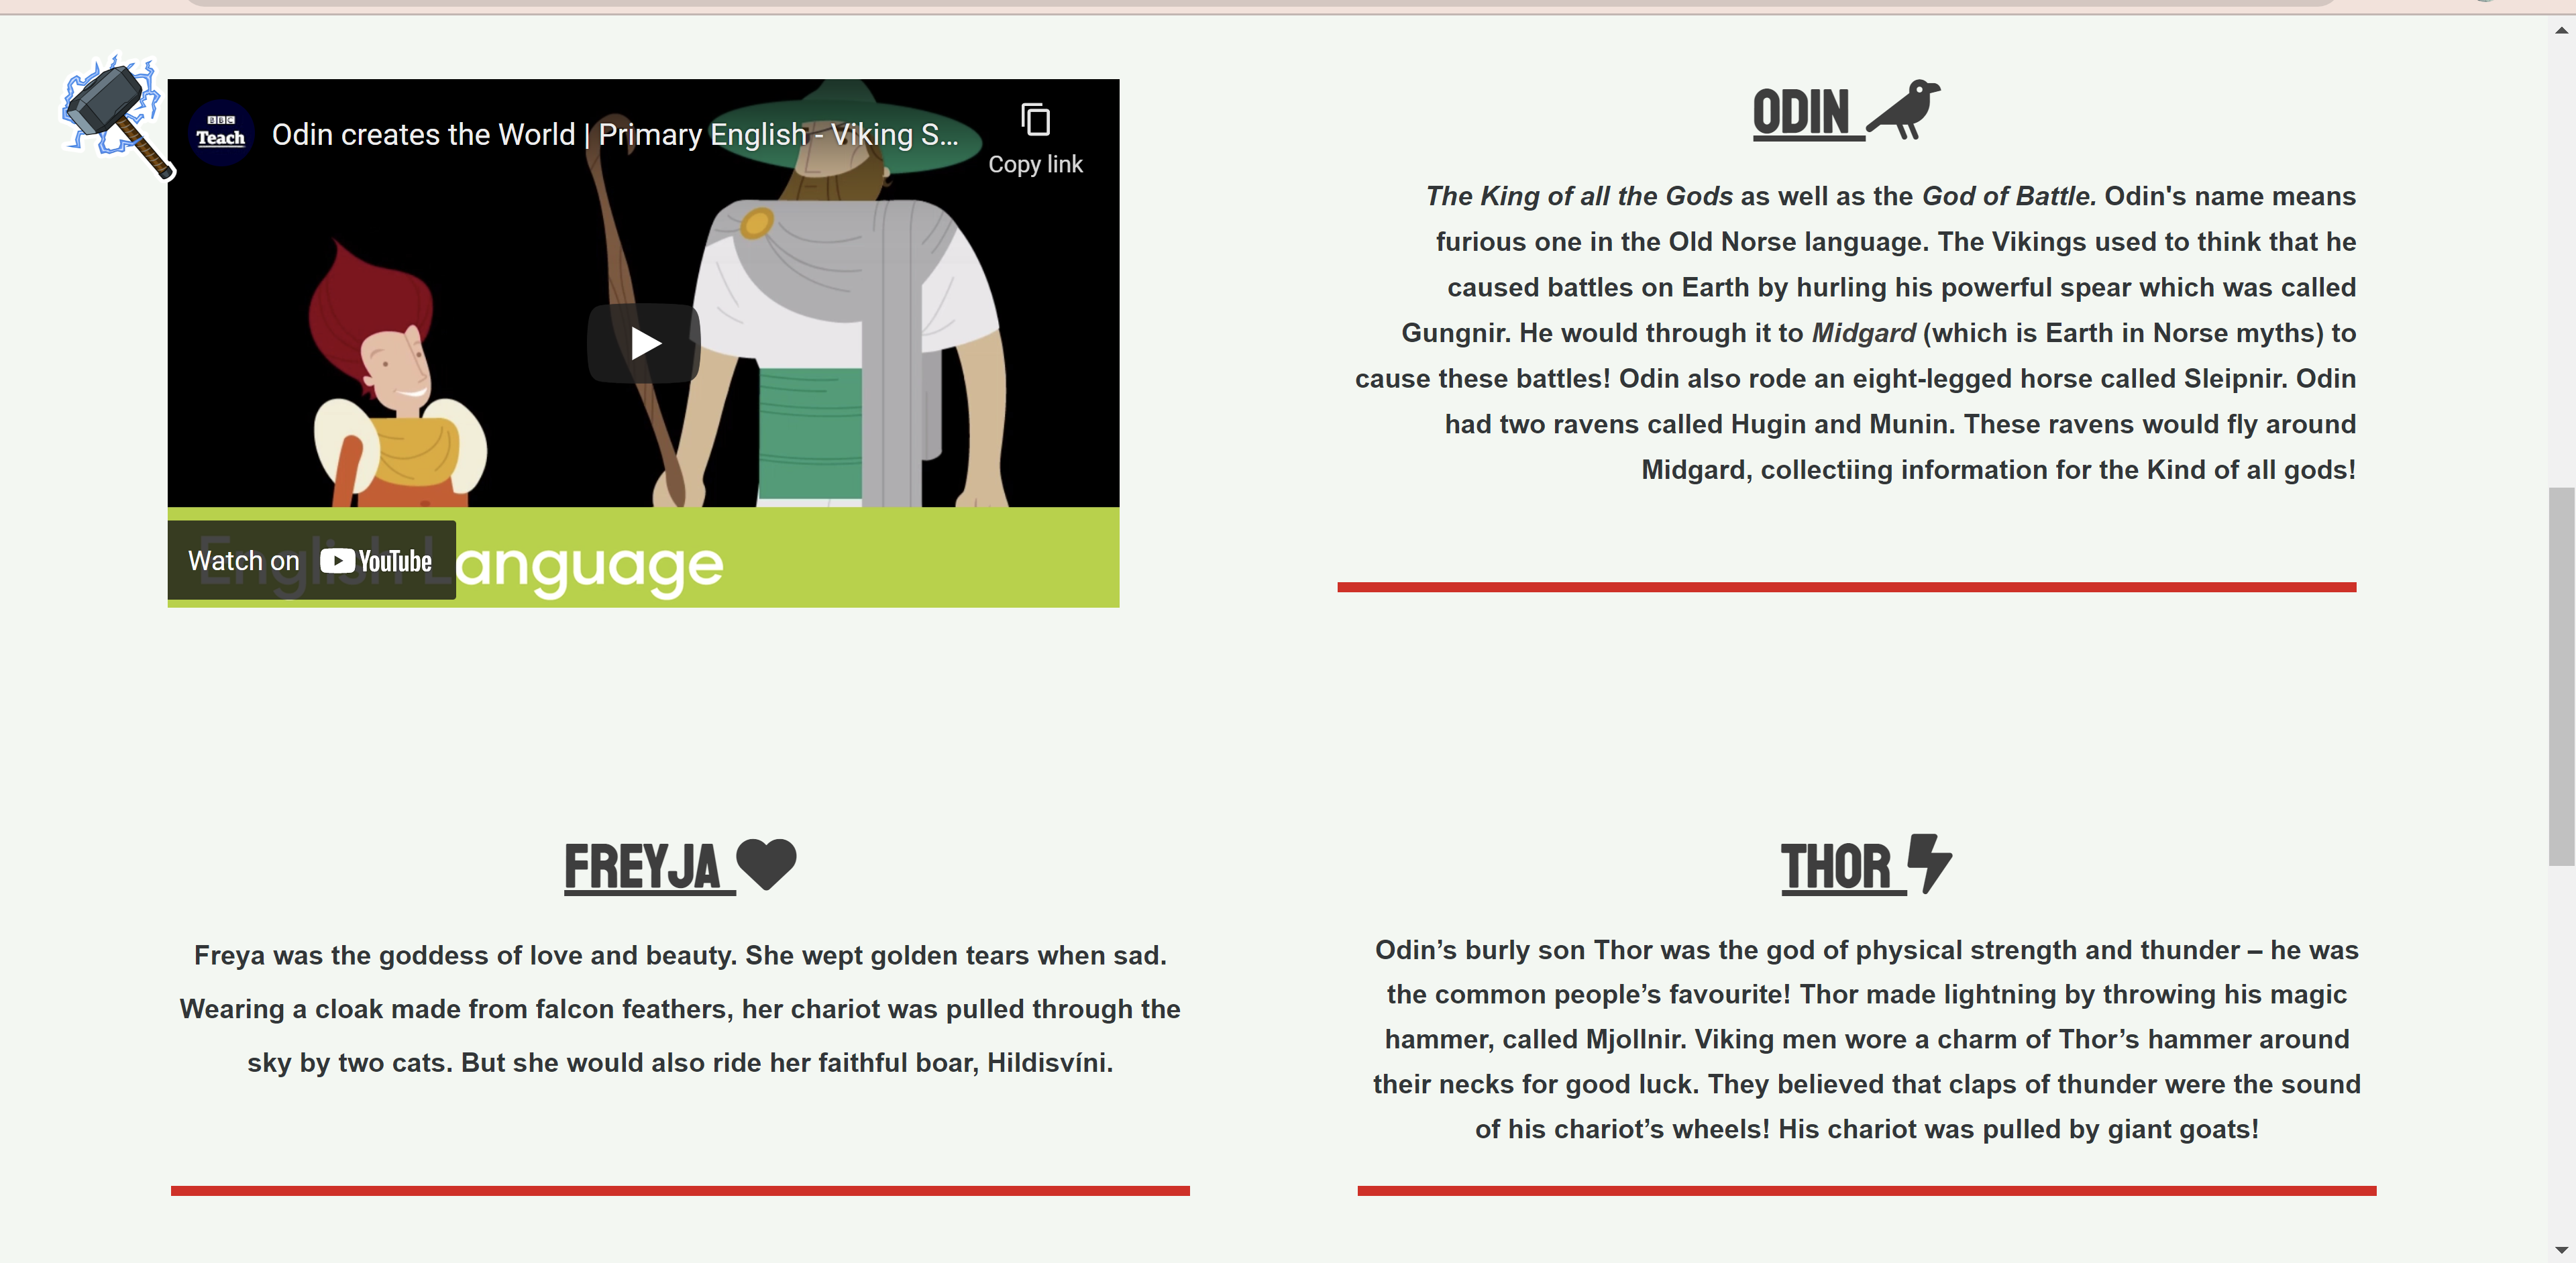 BBC
Teach
Odin creates the World | Primary English - Viking S...
Copy link
Watch on YouTube
English Language
ODIN
The King of all the Gods as well as the God of Battle. Odin's name means
furious one in the Old Norse language. The Vikings used to think that he
caused battles on Earth by hurling his powerful spear which was called
Gungnir. He would through it to Midgard (which is Earth in Norse myths) to
cause these battles! Odin also rode an eight-legged horse called Sleipnir. Odin
had two ravens called Hugin and Munin. These ravens would fly around
Midgard, collectiing information for the Kind of all gods!
FREYJA
Freya was the goddess of love and beauty. She wept golden tears when sad.
Wearing a cloak made from falcon feathers, her chariot was pulled through the
sky by two cats. But she would also ride her faithful boar, Hildisvíni.
THOR
Odin’s burly son Thor was the god of physical strength and thunder – he was
the common people’s favourite! Thor made lightning by throwing his magic
hammer, called Mjollnir. Viking men wore a charm of Thor’s hammer around
their necks for good luck. They believed that claps of thunder were the sound
of his chariot’s wheels! His chariot was pulled by giant goats!